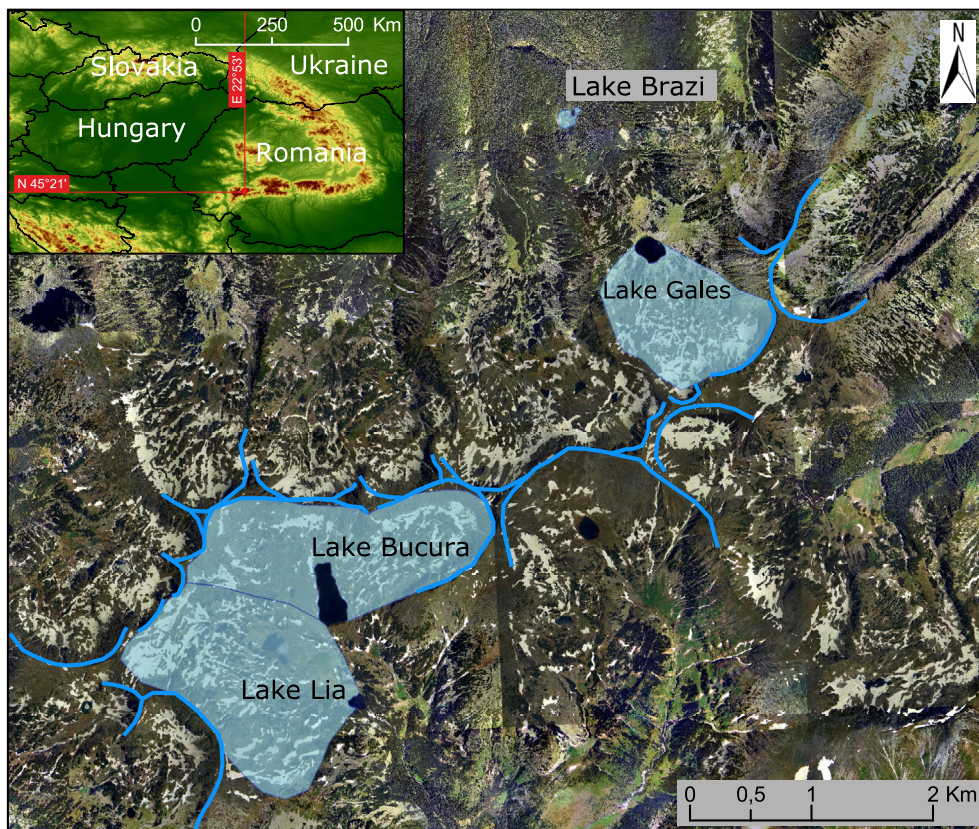 0 250 500 Km
Slovakia
Ukraine
E 22°53'
Hungary
Romania
N 45°21'
N
Lake Brazi
Lake Gales
Lake Bucura
Lake Lia
0 0,5 1 2 Km